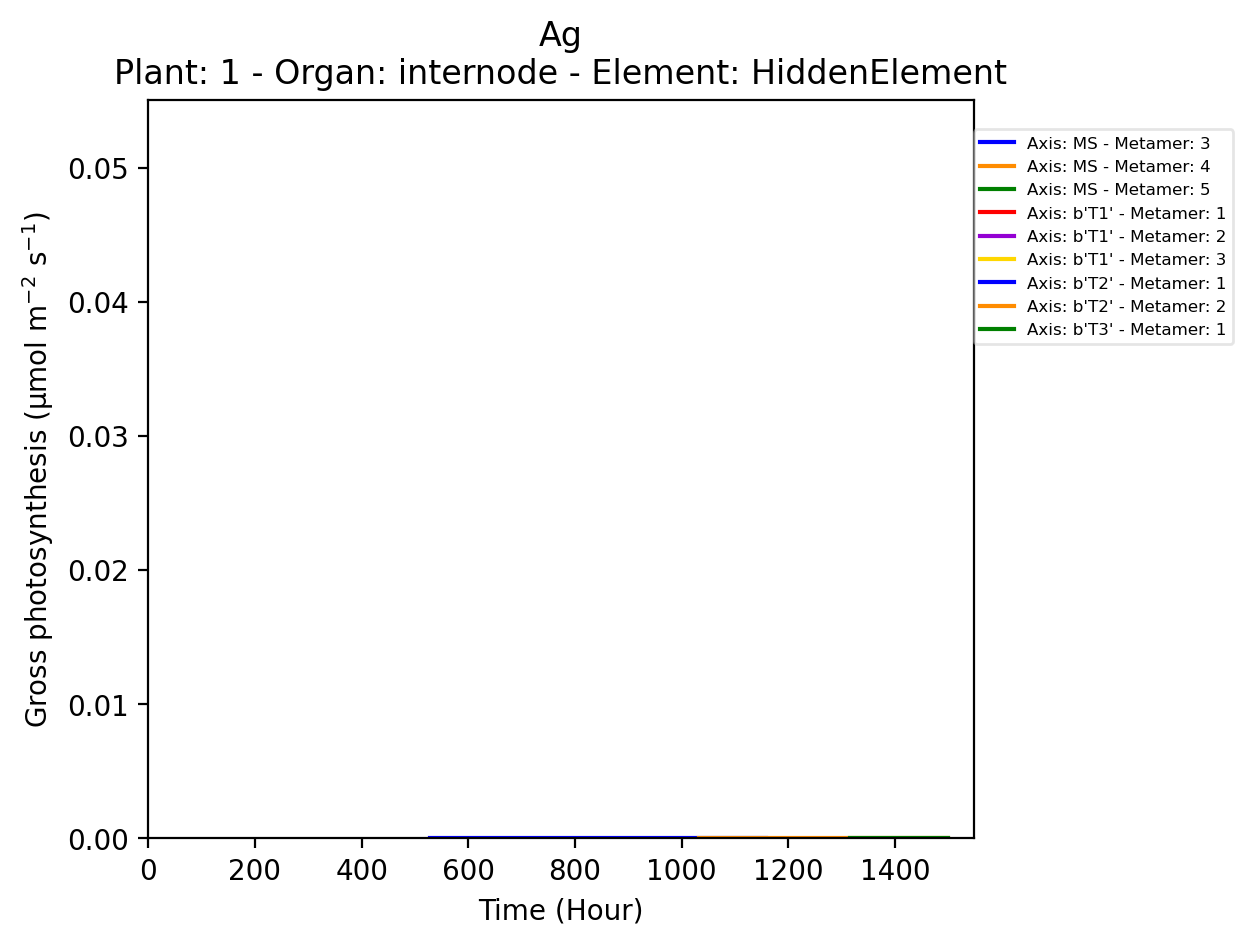 Ag
Plant: 1 - Organ: internode - Element: HiddenElement
Gross photosynthesis (µmol m⁻² s⁻¹)
0.05
0.04
0.03
0.02
0.01
0.00
0 200 400 600 800 1000 1200 1400
Time (Hour)
Axis: MS - Metamer: 3
Axis: MS - Metamer: 4
Axis: MS - Metamer: 5
Axis: b'T1' - Metamer: 1
Axis: b'T1' - Metamer: 2
Axis: b'T1' - Metamer: 3
Axis: b'T2' - Metamer: 1
Axis: b'T2' - Metamer: 2
Axis: b'T3' - Metamer: 1